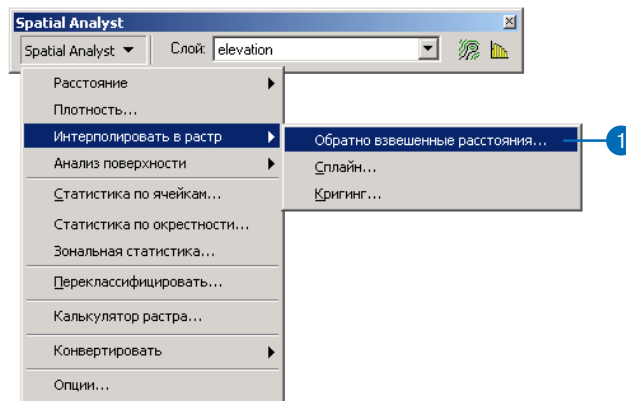 Spatial Analyst
Spatial Analyst
Слой: elevation
Расстояние
Плотность...
Интерполировать в растр
Обратно взвешенные расстояния...
1
Анализ поверхности
Сплайн...
Статистика по ячейкам...
Кригинг...
Статистика по окрестности...
Зональная статистика...
Переклассифицировать...
Калькулятор растра...
Конвертировать
Опции...